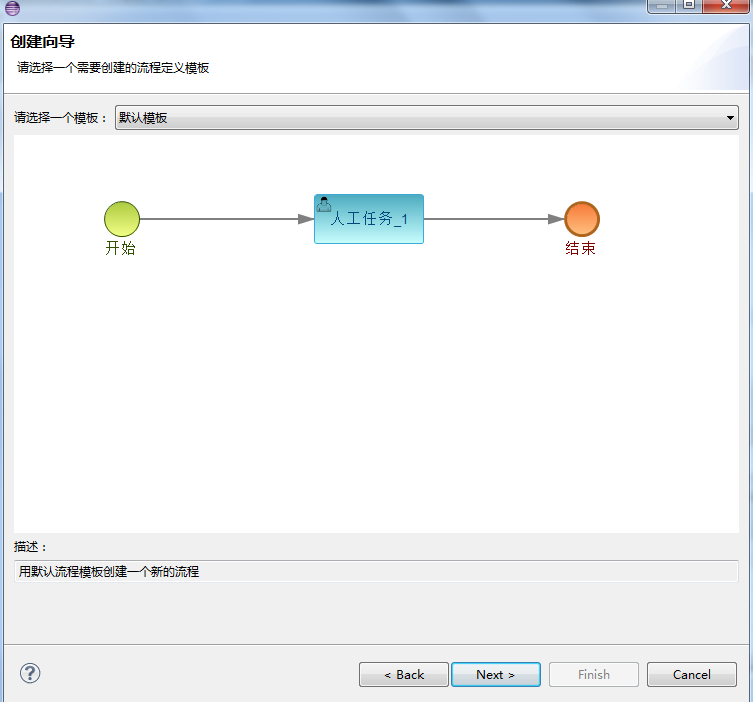 创建向导
请选择一个需要创建的流程定义模板
请选择一个模板：
默认模板
人工任务_1
开始
结束
描述：
用默认流程模板创建一个新的流程
< Back
Next >
Finish
Cancel